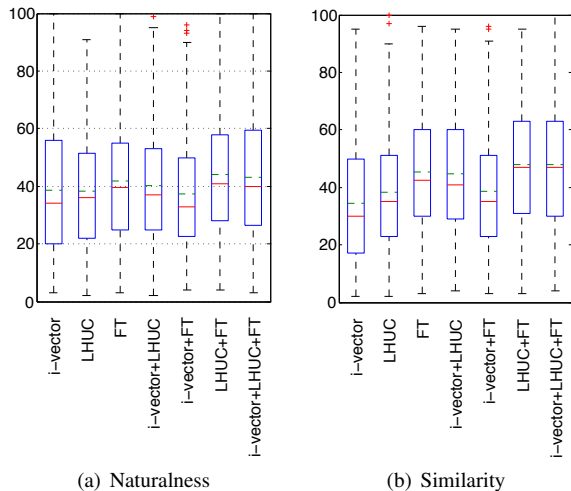 100
80
60
40
20
0
i-vector
LHUC
FT
i-vector+LHUC
i-vector+FT
LHUC+FT
i-vector+LHUC+FT
(a) Naturalness
100
80
60
40
20
0
i-vector
LHUC
FT
i-vector+LHUC
i-vector+FT
LHUC+FT
i-vector+LHUC+FT
(b) Similarity